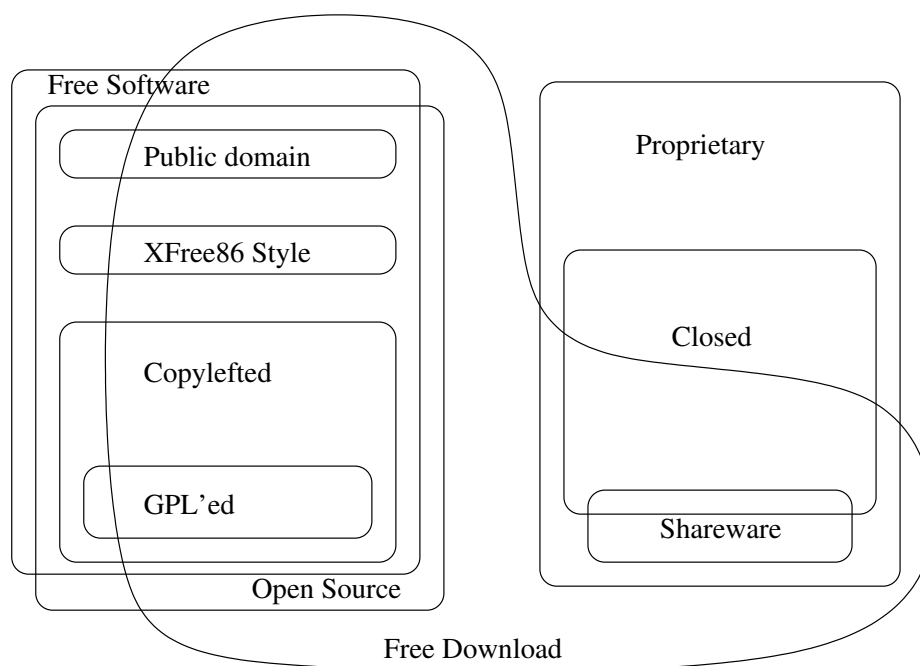 Free Software
Public domain
XFree86 Style
Copylefted
GPL’ed
Open Source
Proprietary
Closed
Shareware
Free Download